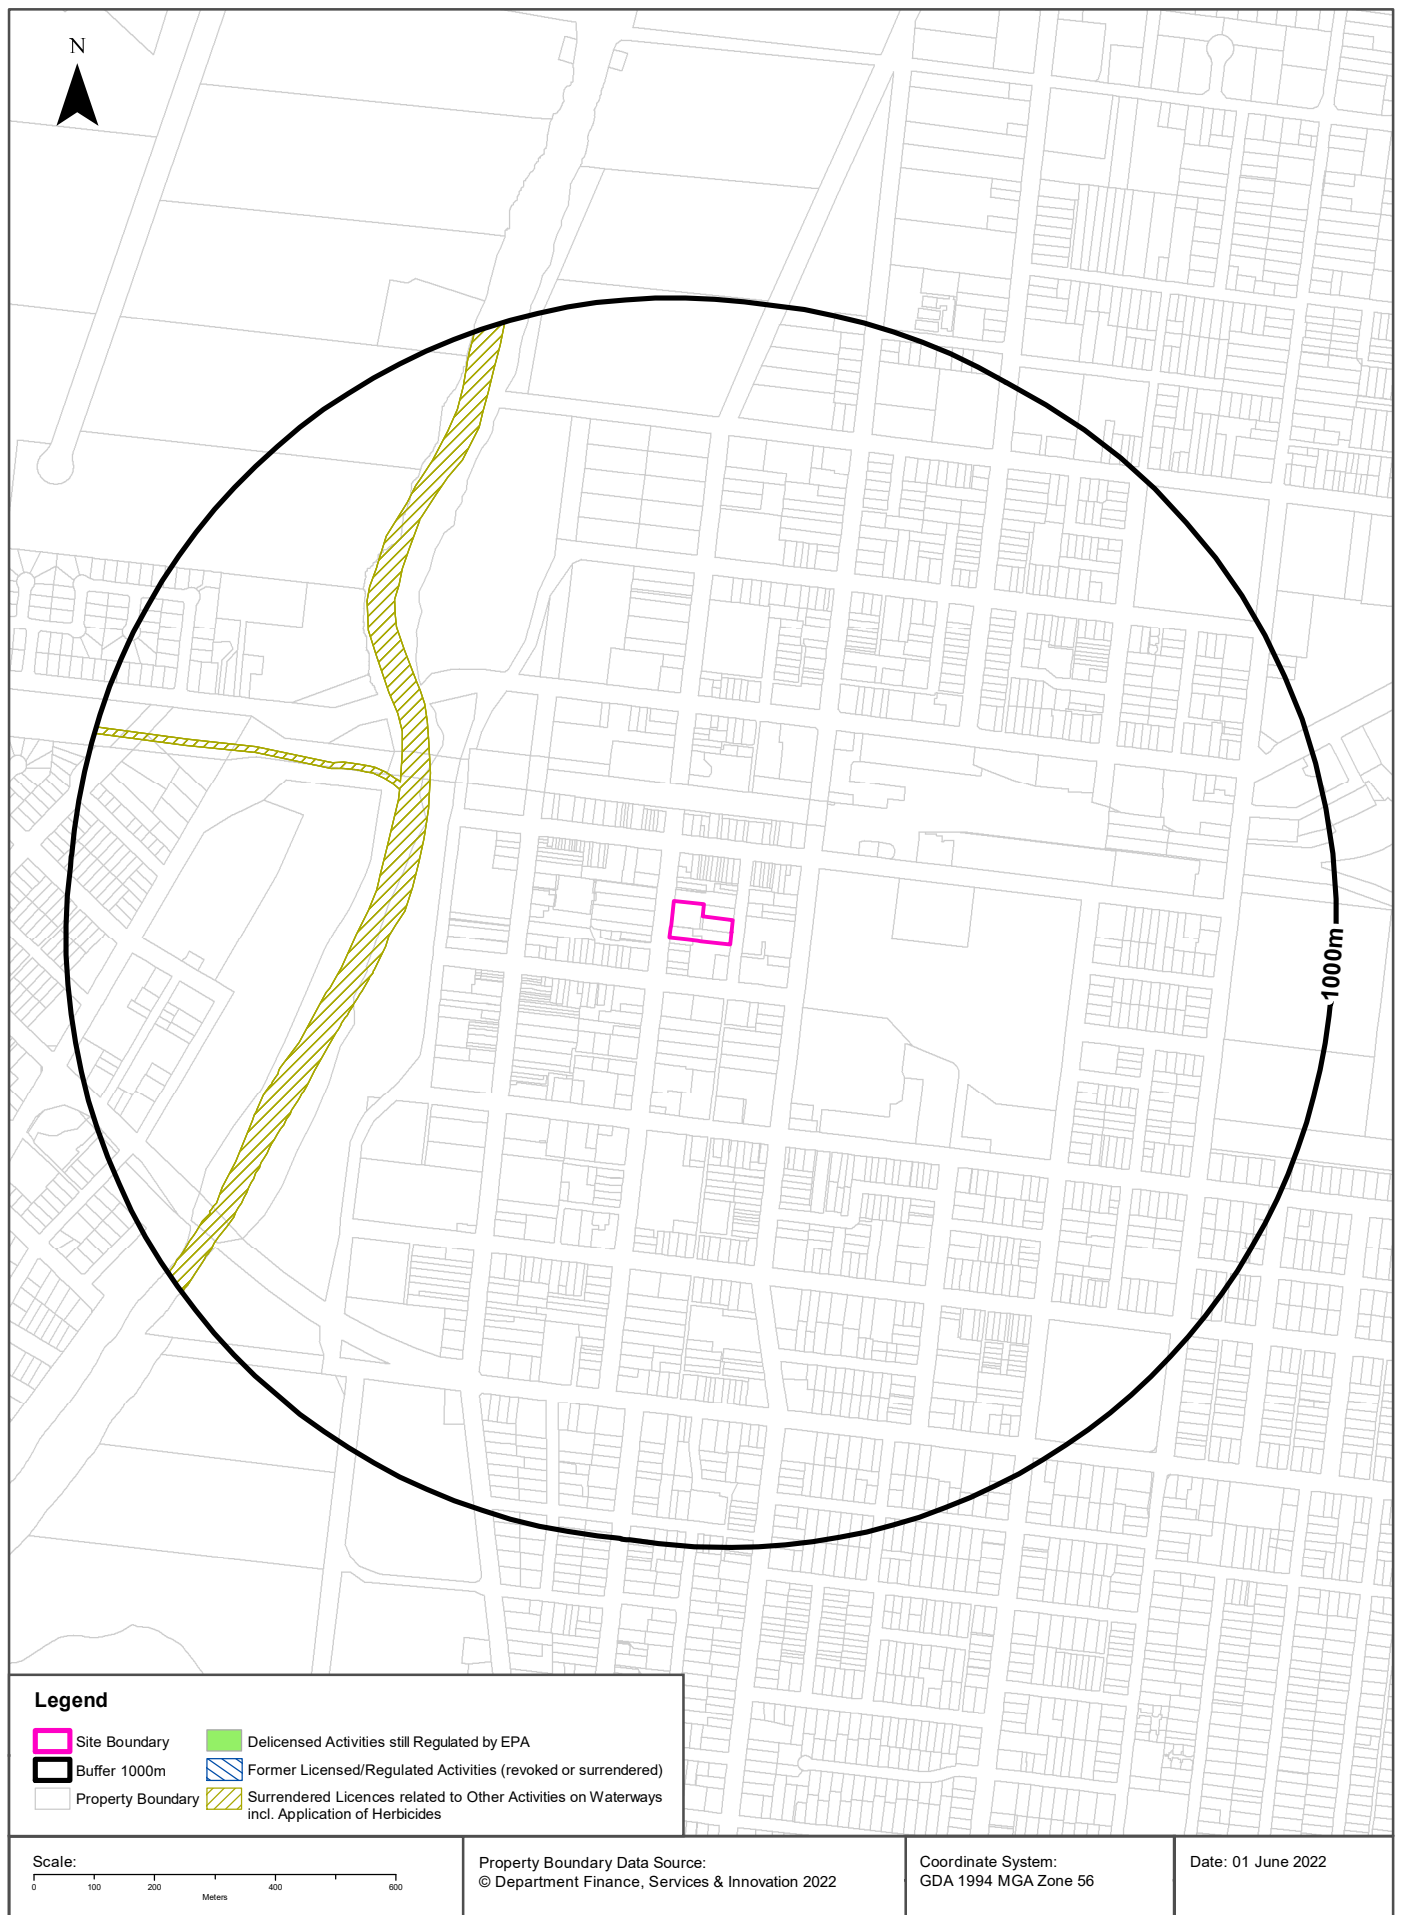 N
1000m
Legend
Site Boundary
Buffer 1000m
Property Boundary
Delicensed Activities still Regulated by EPA
Former Licensed/Regulated Activities (revoked or surrendered)
Surrendered Licences related to Other Activities on Waterways
incl. Application of Herbicides
Scale:
0 100 200 400 600
Meters
Property Boundary Data Source:
© Department Finance, Services & Innovation 2022
Coordinate System:
GDA 1994 MGA Zone 56
Date: 01 June 2022